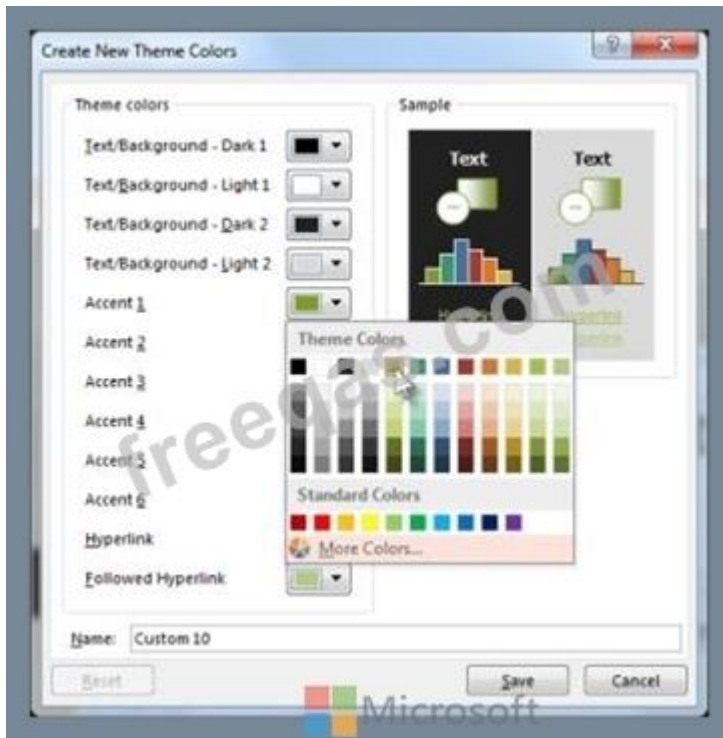 Create New Theme Colors
Theme colors
Text/Background - Dark 1
Text/Background - Light 1
Text/Background - Dark 2
Text/Background - Light 2
Accent 1
Accent 2
Accent 3
Accent 4
Accent 5
Accent 6
Hyperlink
Followed Hyperlink
Sample
Text Text
Hyperlink Hyperlink
Theme Colors
Standard Colors
More Colors...
Name: Custom 10
Reset Save Cancel
freeqas.com
Microsoft